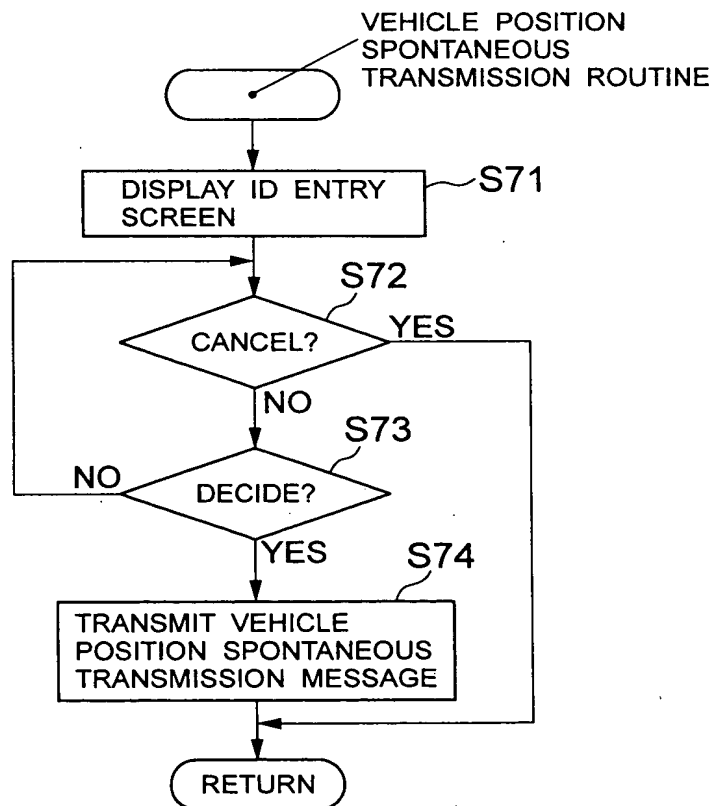 VEHICLE POSITION
SPONTANEOUS
TRANSMISSION ROUTINE
DISPLAY ID ENTRY
SCREEN
S71
S72
CANCEL?
YES
NO
S73
NO
DECIDE?
YES
S74
TRANSMIT VEHICLE
POSITION SPONTANEOUS
TRANSMISSION MESSAGE
RETURN